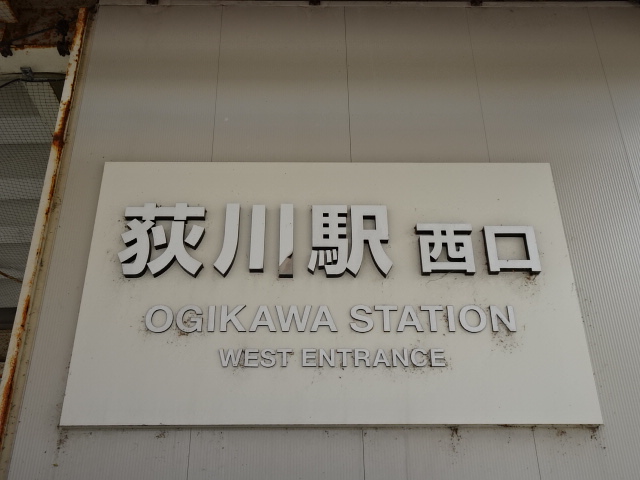 荻川駅 西口
OGIKAWA STATION
WEST ENTRANCE